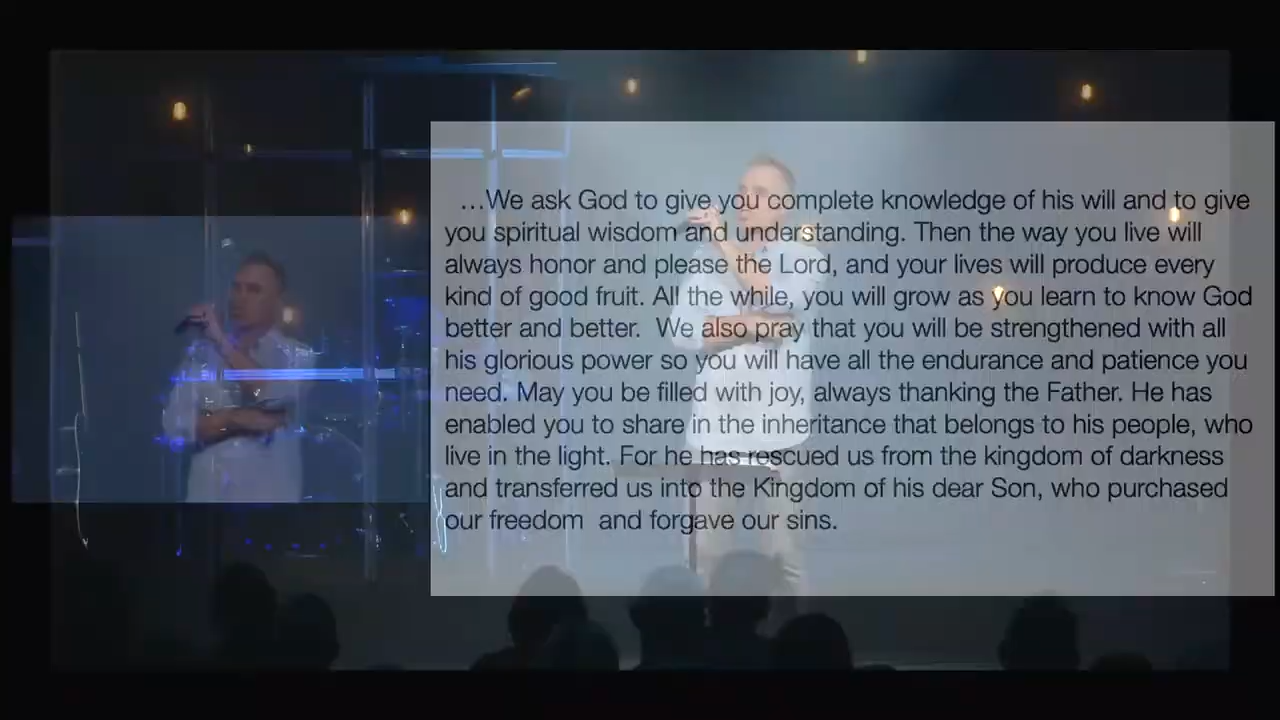 …We ask God to give you complete knowledge of his will and to give
you spiritual wisdom and understanding. Then the way you live will
always honor and please the Lord, and your lives will produce every
kind of good fruit. All the while, you will grow as you learn to know God
better and better.  We also pray that you will be strengthened with all
his glorious power so you will have all the endurance and patience you
need. May you be filled with joy, always thanking the Father. He has
enabled you to share in the inheritance that belongs to his people, who
live in the light. For he has rescued us from the kingdom of darkness
and transferred us into the Kingdom of his dear Son, who purchased
our freedom  and forgave our sins.